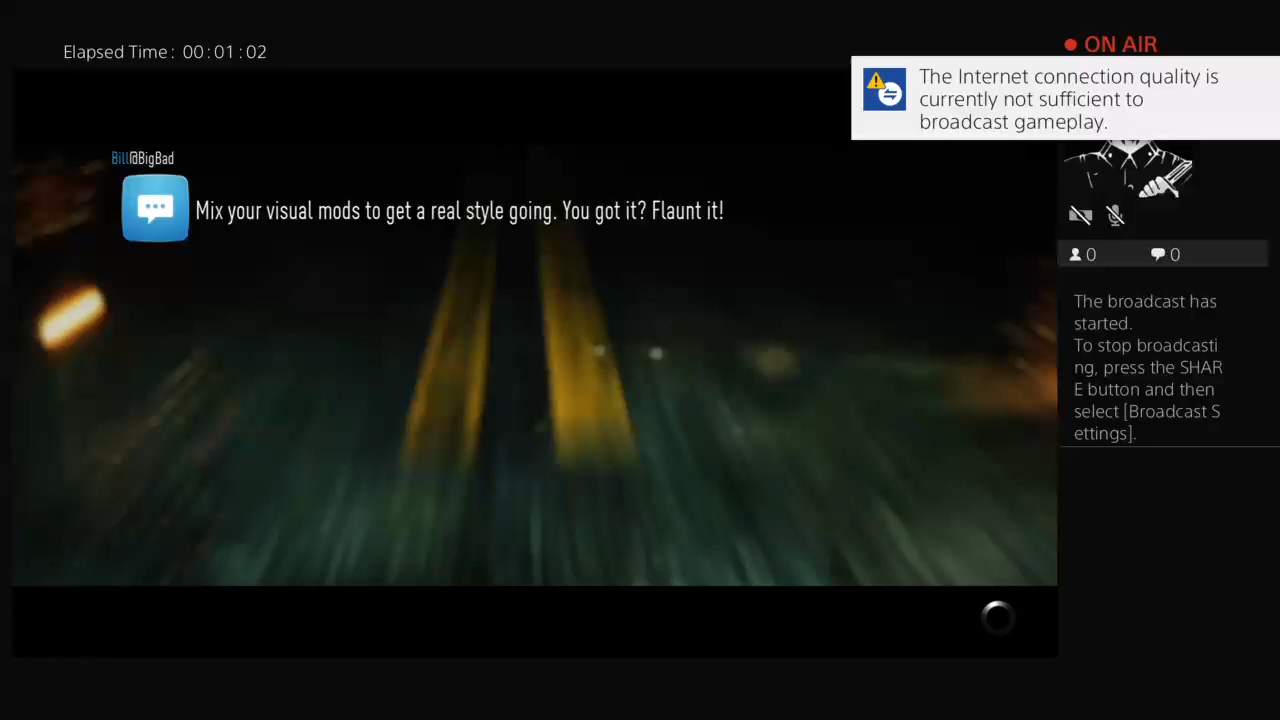 Elapsed Time: 00:01:02
ON AIR
The Internet connection quality is
currently not sufficient to
broadcast gameplay.
Bill@BigBad
Mix your visual mods to get a real style going. You got it? Flaunt it!
0 0
The broadcast has
started.
To stop broadcasti
ng, press the SHAR
E button and then
select [Broadcast S
ettings].